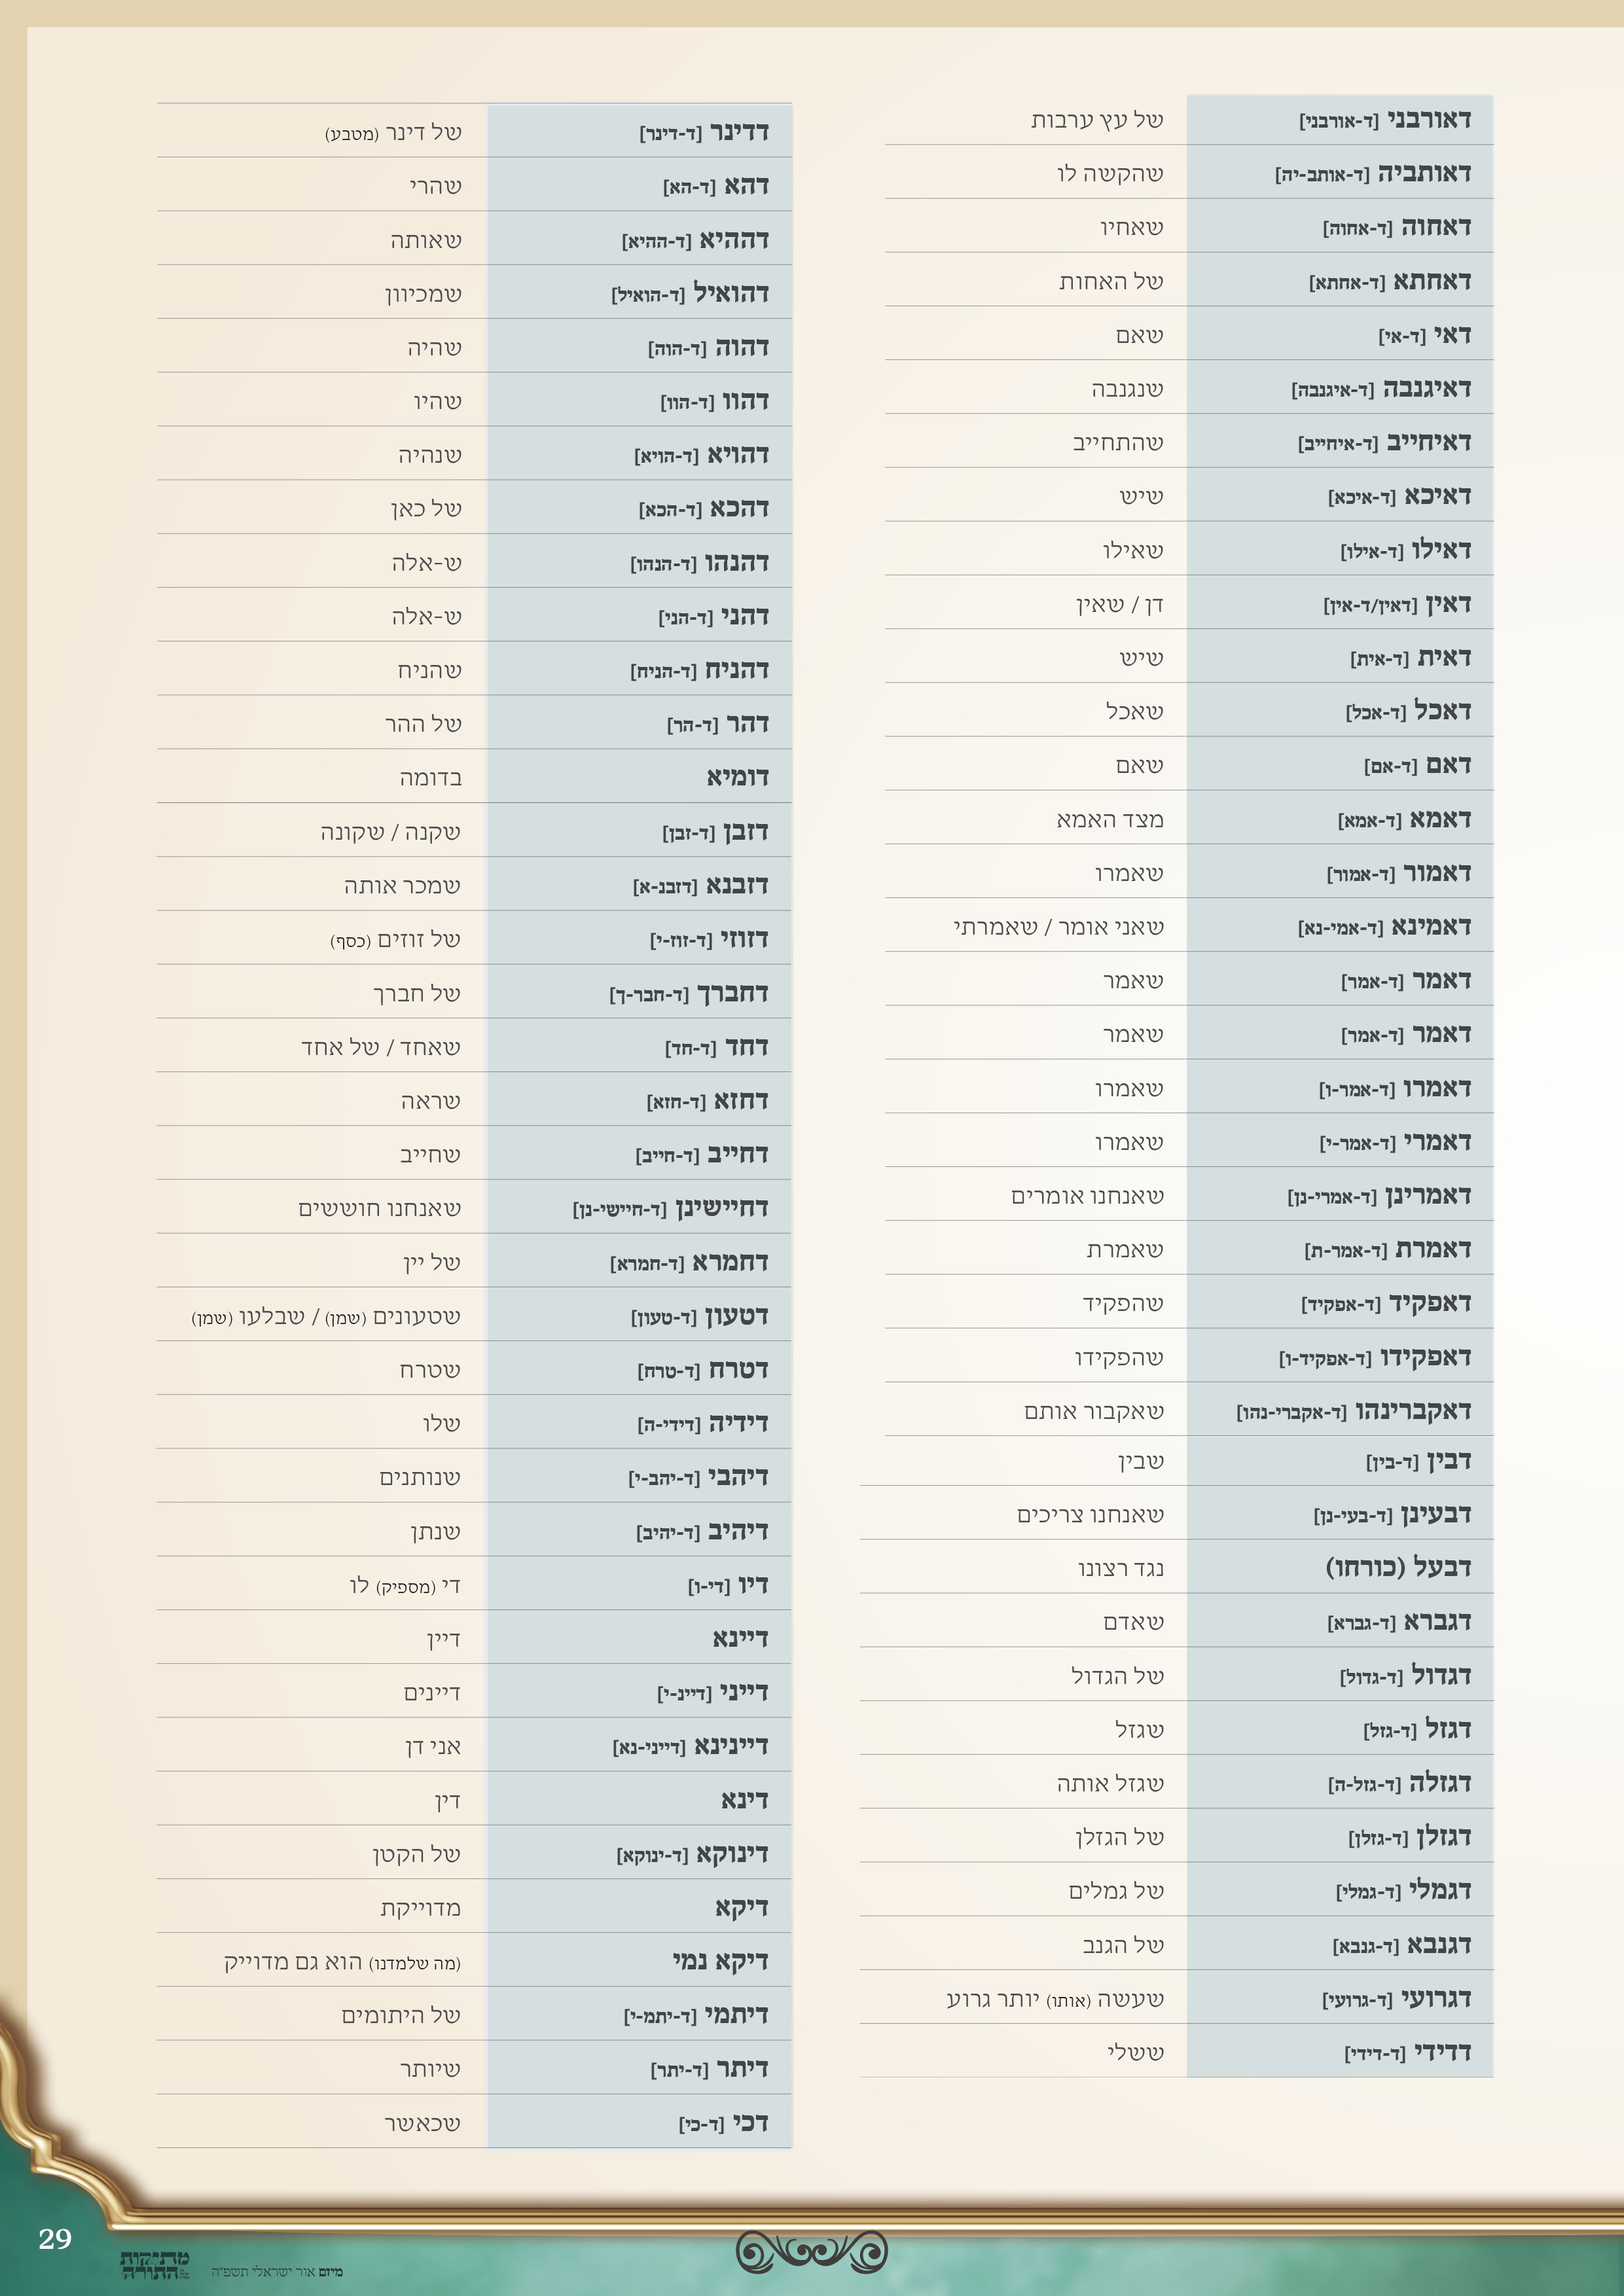 דאורבני [ד-אורבני] של עץ ערבות
דאותביה [ד-אותב-יה] שהקשה לו
דאחוה [ד-אחוה] שאחיו
דאחתא [ד-אחתא] של האחות
דאי [ד-אי] שאם
דאיגנבה [ד-איגנבה] שנגנבה
דאיחייב [ד-איחייב] שהתחייב
דאיכא [ד-איכא] שיש
דאילו [ד-אילו] שאילו
דאין [דאין/ד-אין] דן / שאין
דאית [ד-אית] שיש
דאכל [ד-אכל] שאכל
דאם [ד-אם] שאם
דאמא [ד-אמא] מצד האמא
דאמור [ד-אמור] שאמרו
דאמינא [ד-אמי-נא] שאני אומר / שאמרתי
דאמר [ד-אמר] שאמר
דאמר [ד-אמר] שאמר
דאמרו [ד-אמר-ו] שאמרו
דאמרי [ד-אמר-י] שאמרו
דאמרינן [ד-אמרי-נן] שאנחנו אומרים
דאמרת [ד-אמר-ת] שאמרת
דאפקיד [ד-אפקיד] שהפקיד
דאפקידו [ד-אפקיד-ו] שהפקידו
דאקברינהו [ד-אקברי-נהו] שאקבור אותם
דבין [ד-בין] שבין
דבעינן [ד-בעי-נן] שאנחנו צריכים
דבעל (כורחו) נגד רצונו
דגברא [ד-גברא] שאדם
דגדול [ד-גדול] של הגדול
דגזל [ד-גזל] שגזל
דגזלה [ד-גזל-ה] שגזל אותה
דגזלן [ד-גזלן] של הגזלן
דגמלי [ד-גמלי] של גמלים
דגנבא [ד-גנבא] של הגנב
דגרועי [ד-גרועי] שעשה (אותו) יותר גרוע
דדידי [ד-דידי] ששלי
דדינר [ד-דינר] של דינר (מטבע)
דהא [ד-הא] שהרי
דההיא [ד-ההיא] שאותה
דהואיל [ד-הואיל] שמכיוון
דהוה [ד-הוה] שהיה
דהוו [ד-הוו] שהיו
דהויא [ד-הויא] שנהיה
דהכא [ד-הכא] של כאן
דהנהו [ד-הנהו] ש-אלה
דהני [ד-הני] ש-אלה
דהניח [ד-הניח] שהניח
דהר [ד-הר] של ההר
דומיא בדומה
דזבן [ד-זבן] שקנה / שקונה
דזבנא [דזבנ-א] שמכר אותה
דזוזי [ד-זוז-י] של זוזים (כסף)
דחברך [ד-חבר-ך] של חברך
דחד [ד-חד] שאחד / של אחד
דחזא [ד-חזא] שראה
דחייב [ד-חייב] שחייב
דחיישינן [ד-חיישי-נן] שאנחנו חוששים
דחמרא [ד-חמרא] של יין
דטעון [ד-טעון] שטעונים (שמן) / שבלעו (שמן)
דטרח [ד-טרח] שטרח
דידיה [דידי-ה] שלו
דיהבי [ד-יהב-י] שנותנים
דיהיב [ד-יהיב] שנתן
דיו [די-ו] די (מספיק) לו
דיינא דיין
דייני [דיינ-י] דיינים
דיינינא [דייני-נא] אני דן
דינא דין
דינוקא [ד-ינוקא] של הקטן
דיקא מדוייקת
דיקא נמי (מה שלמדנו) הוא גם מדוייק
דיתמי [ד-יתמ-י] של היתומים
דיתר [ד-יתר] שיותר
דכי [ד-כי] שכאשר
29
מתיקות
התורה
מיזם אור ישראלי תשפ"ה